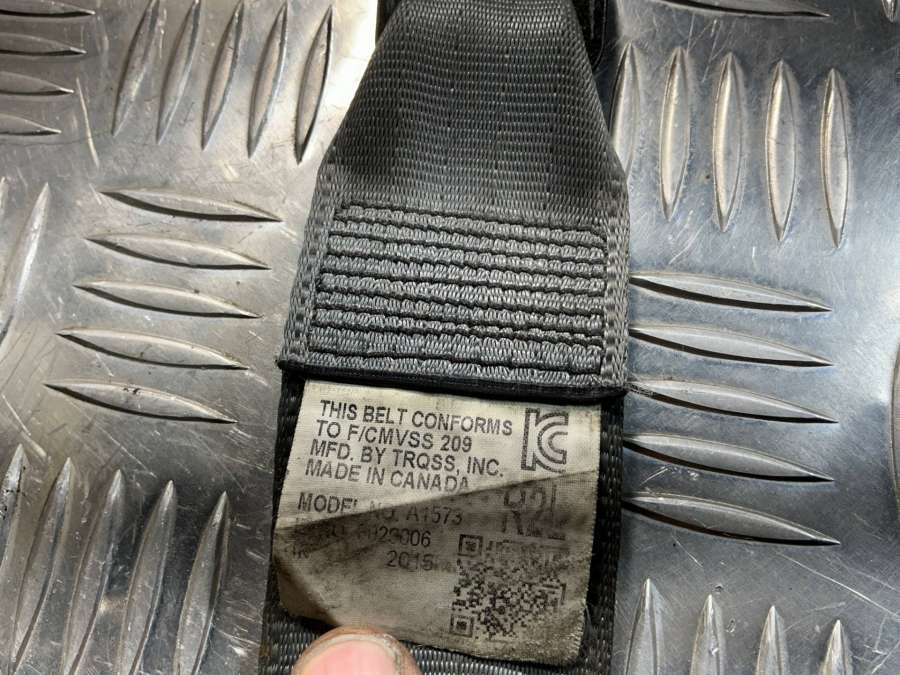 THIS BELT CONFORMS
TO F/CMVSS 209
MFD. BY TRQSS, INC.
MADE IN CANADA
MODEL NO. A1573
R2L
2015